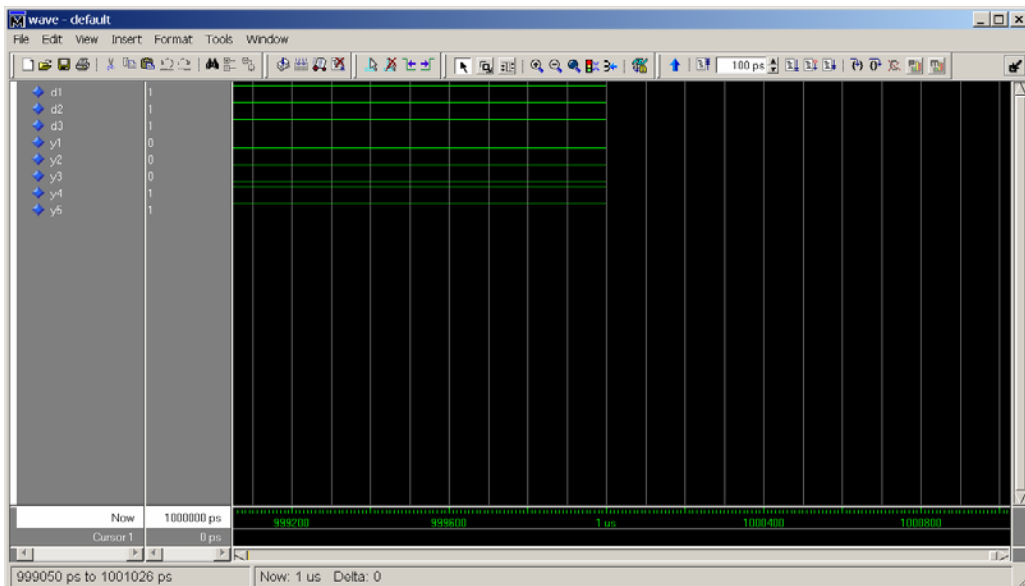 wave - default
File Edit View Insert Format Tools Window
100 ps
d1 1
d2 1
d3 1
y1 0
y2 0
y3 0
y4 1
y5 1
Now 1000000 ps
999200 999600 1 us 1000400 1000800
Cursor 1 0 ps
999050 ps to 1001026 ps Now: 1 us Delta: 0